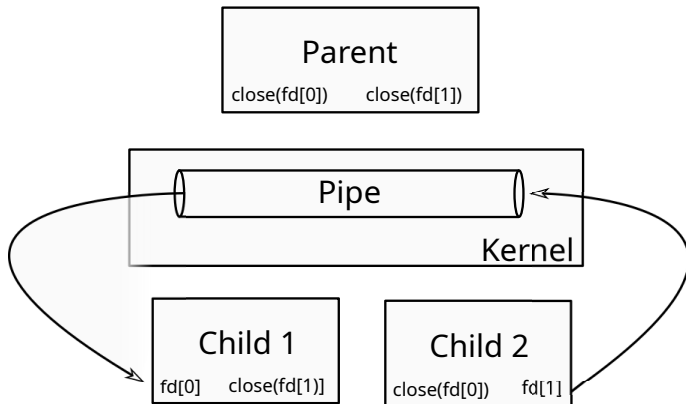 Parent
close(fd[0]) close(fd[1])
Pipe
Kernel
Child 1
fd[0] close(fd[1)]
Child 2
close(fd[0]) fd[1]